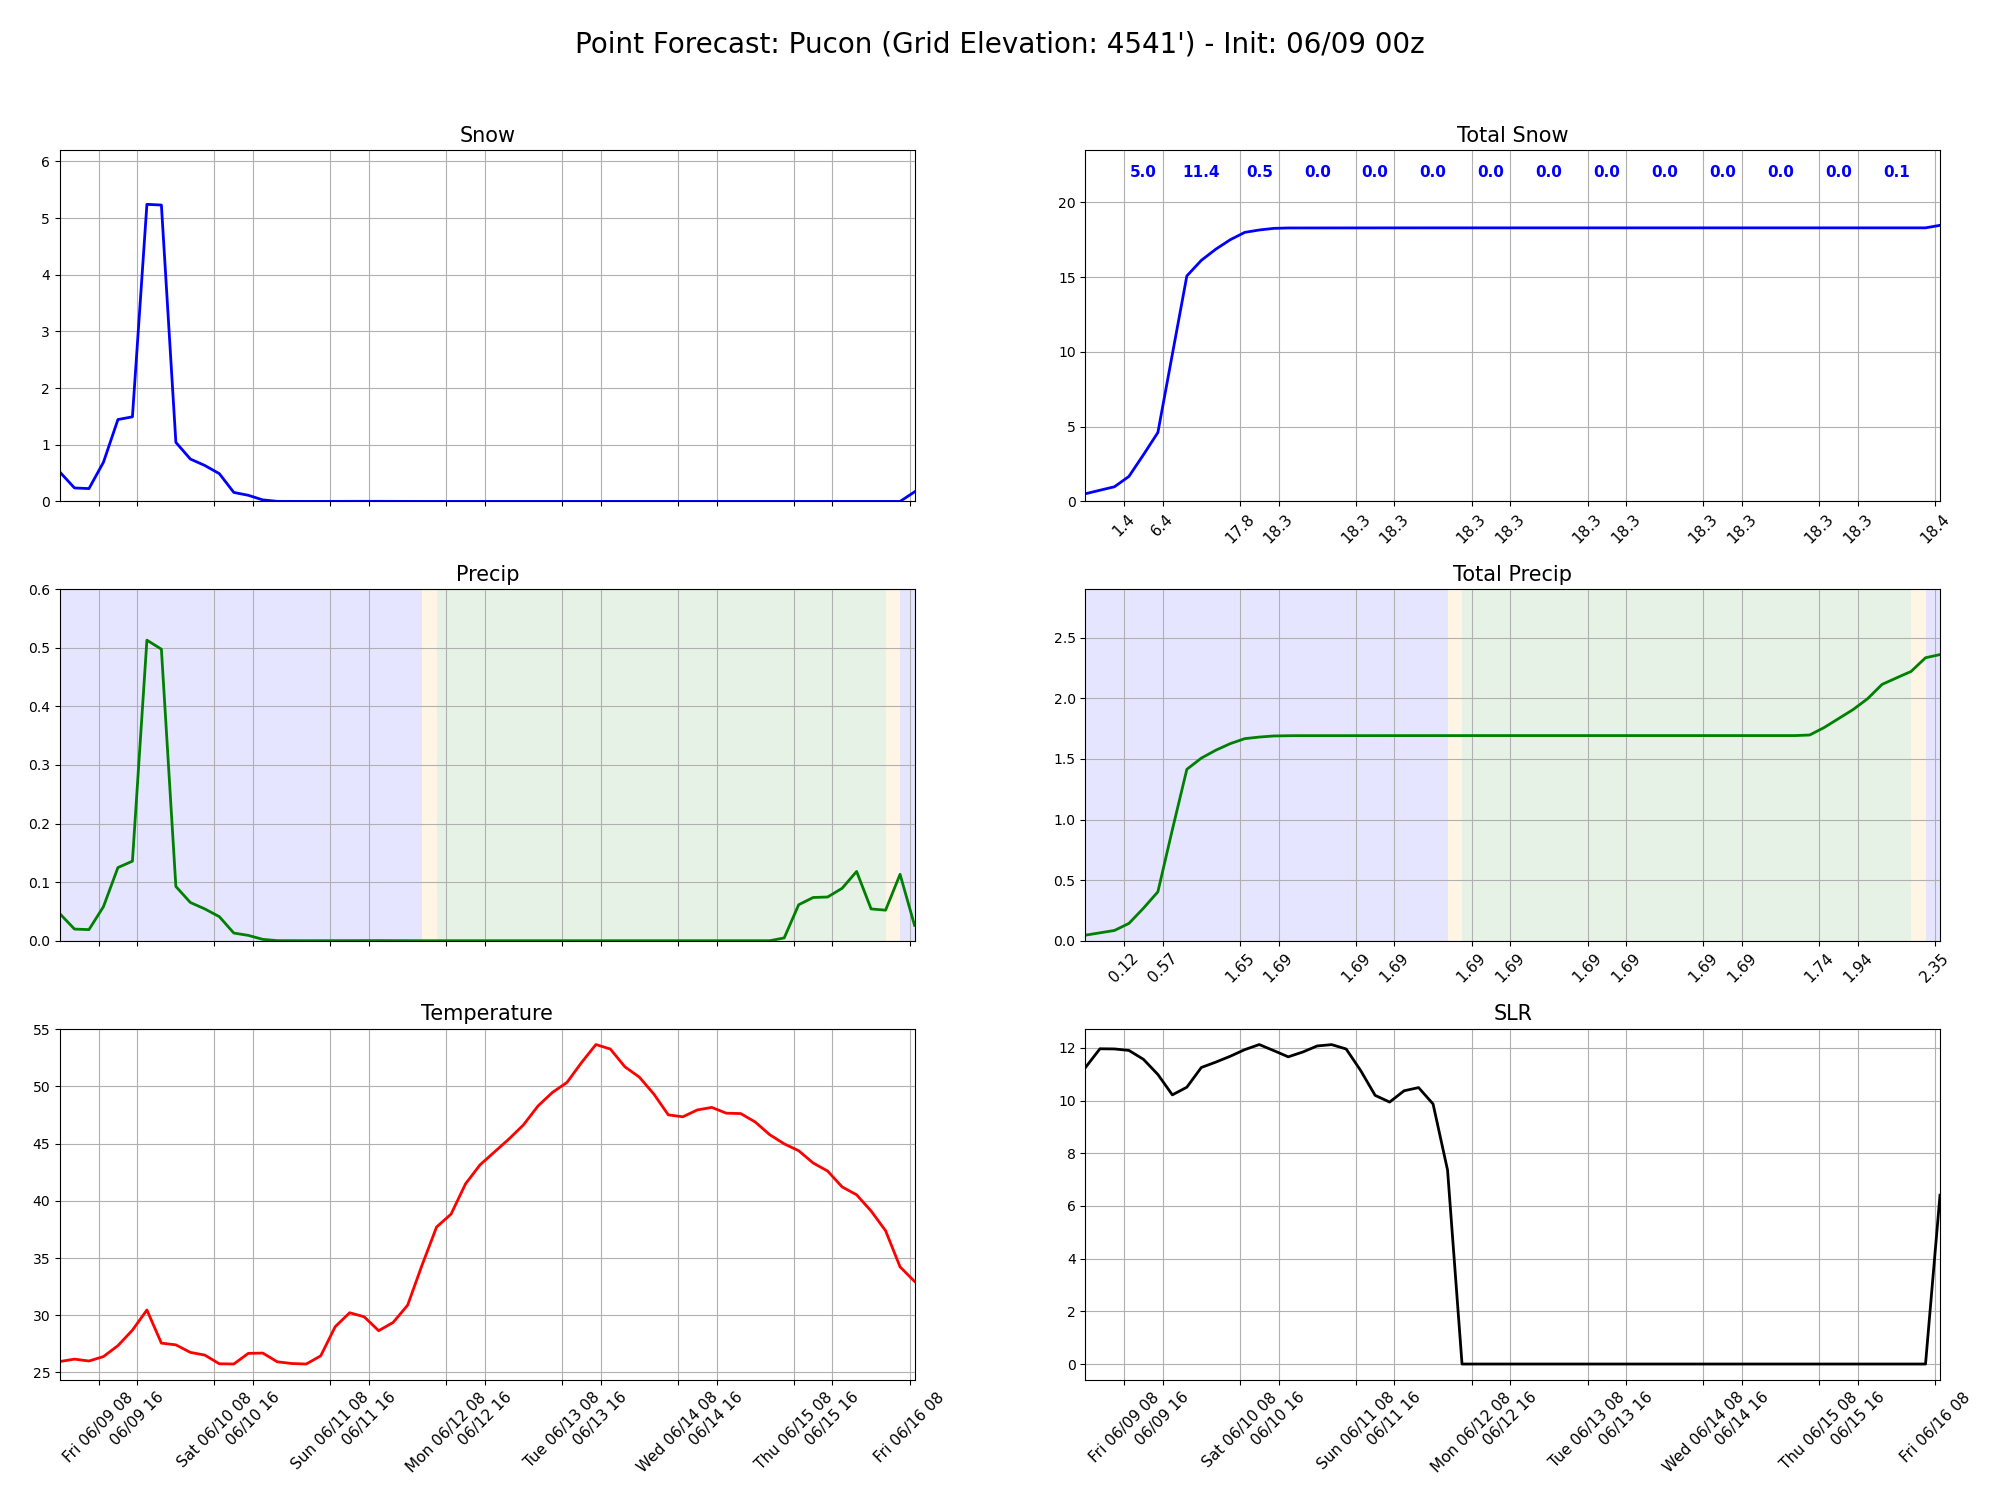 Point Forecast: Pucon (Grid Elevation: 4541') - Init: 06/09 00z
Snow
6
5
4
3
2
1
0
Total Snow
5.0 11.4 0.5 0.0 0.0 0.0 0.0 0.0 0.0 0.0 0.0 0.0 0.0 0.1
20
15
10
5
0
1.4 6.4 17.8 18.3 18.3 18.3 18.3 18.3 18.3 18.3 18.3 18.3 18.3 18.3 18.4
Precip
0.6
0.5
0.4
0.3
0.2
0.1
0.0
Total Precip
2.5
2.0
1.5
1.0
0.5
0.0
0.12 0.57 1.65 1.69 1.69 1.69 1.69 1.69 1.69 1.69 1.69 1.69 1.74 1.94 2.35
Temperature
55
50
45
40
35
30
25
Fri 06/09 08
06/09 16
Sat 06/10 08
06/10 16
Sun 06/11 08
06/11 16
Mon 06/12 08
06/12 16
Tue 06/13 08
06/13 16
Wed 06/14 08
06/14 16
Thu 06/15 08
06/15 16
Fri 06/16 08
SLR
12
10
8
6
4
2
0
Fri 06/09 08
06/09 16
Sat 06/10 08
06/10 16
Sun 06/11 08
06/11 16
Mon 06/12 08
06/12 16
Tue 06/13 08
06/13 16
Wed 06/14 08
06/14 16
Thu 06/15 08
06/15 16
Fri 06/16 08